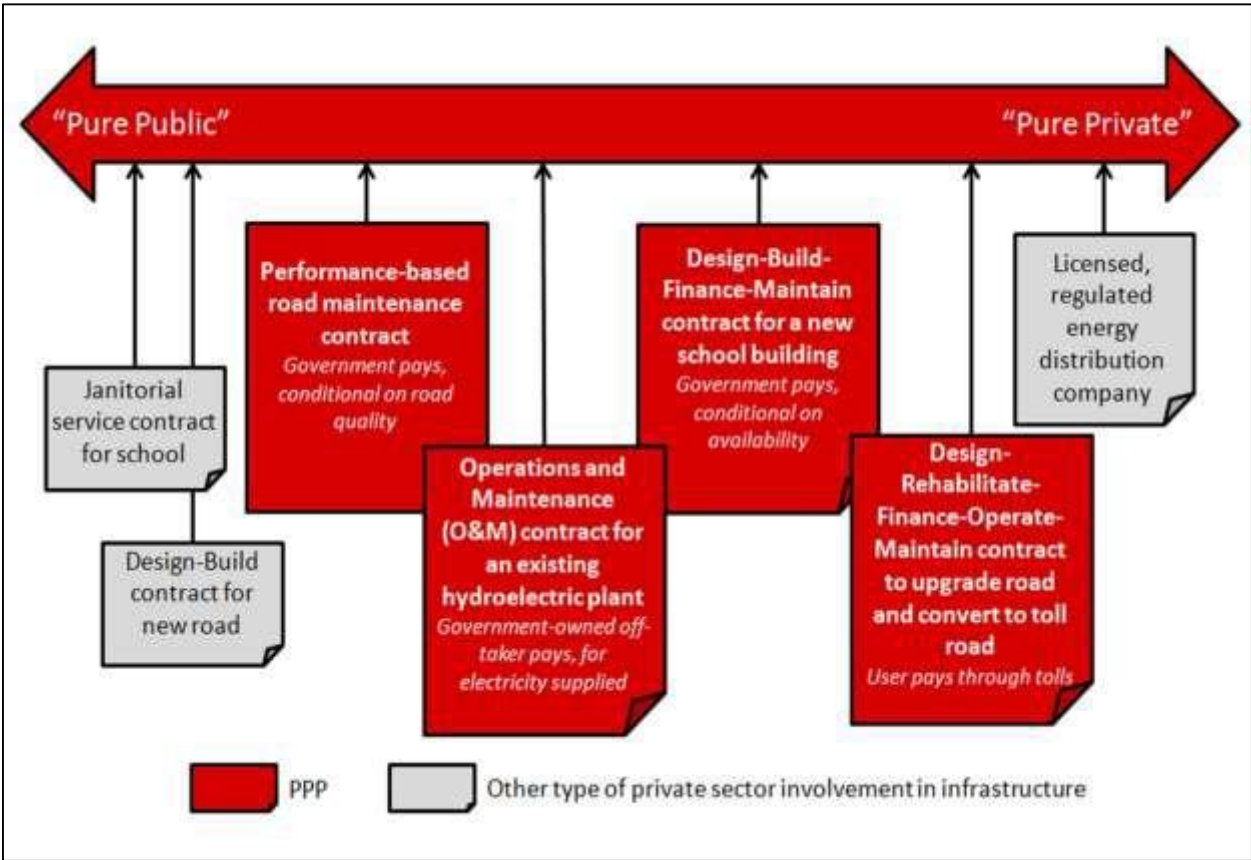 “Pure Public”
“Pure Private”
Janitorial
service contract
for school
Design-Build
contract for
new road
Performance-based
road maintenance
contract
Government pays,
conditional on road
quality
Operations and
Maintenance
(O&M) contract for
an existing
hydroelectric plant
Government-owned off-
taker pays, for
electricity supplied
Design-Build-
Finance-Maintain
contract for a new
school building
Government pays,
conditional on
availability
Design-
Rehabilitate-
Finance-Operate-
Maintain contract
to upgrade road
and convert to toll
road
User pays through tolls
Licensed,
regulated
energy
distribution
company
PPP
Other type of private sector involvement in infrastructure